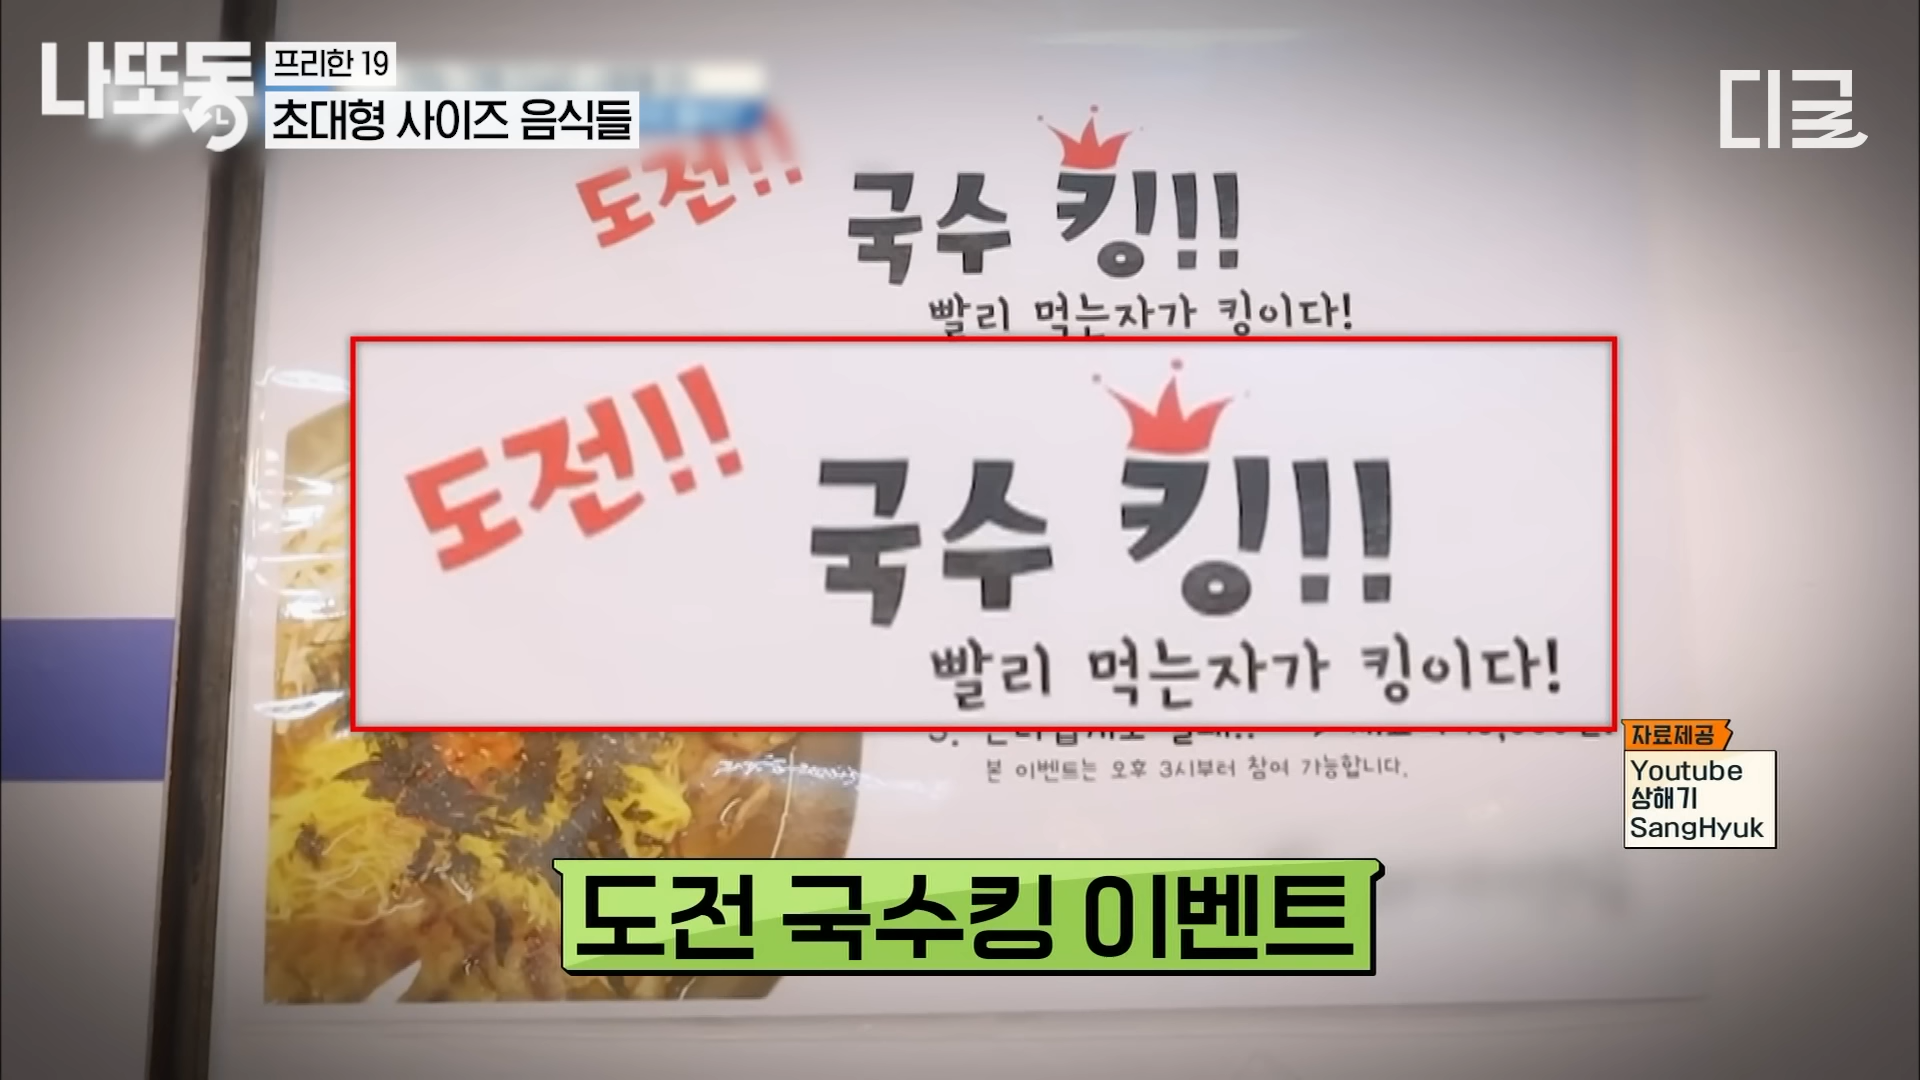 나또동
프리한 19
초대형 사이즈 음식들
디글
도전!!
국수 킹!!
빨리 먹는자가 킹이다!
도전!!
국수 킹!!
빨리 먹는자가 킹이다!
본 이벤트는 오후 3시부터 참여 가능합니다.
자료제공
Youtube
상해기
SangHyuk
도전 국수킹 이벤트